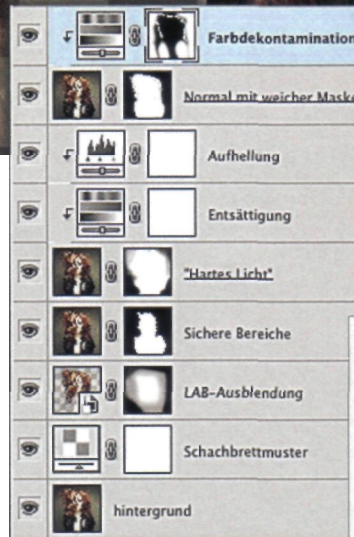 Farbdekontamination
Normal mit weicher Maske
Aufhellung
Entsättigung
"Hartes Licht"
Sichere Bereiche
LAB-Ausblendung
Schachbrettmuster
hintergrund